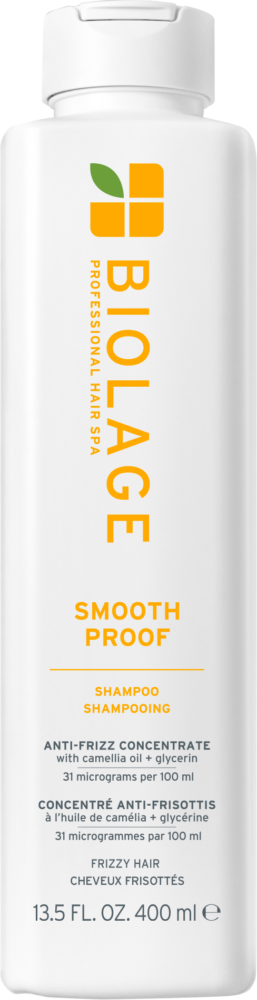 BIOLAGE
PROFESSIONAL HAIR SPA
SMOOTH
PROOF
SHAMPOO
SHAMPOOING
ANTI-FRIZZ CONCENTRATE
with camellia oil + glycerin
31 micrograms per 100 ml
CONCENTRÉ ANTI-FRISOTTIS
à l'huile de camélia + glycérine
31 microgrammes par 100 ml
FRIZZY HAIR
CHEVEUX FRISOTTÉS
13.5 FL. OZ. 400 ml ℮